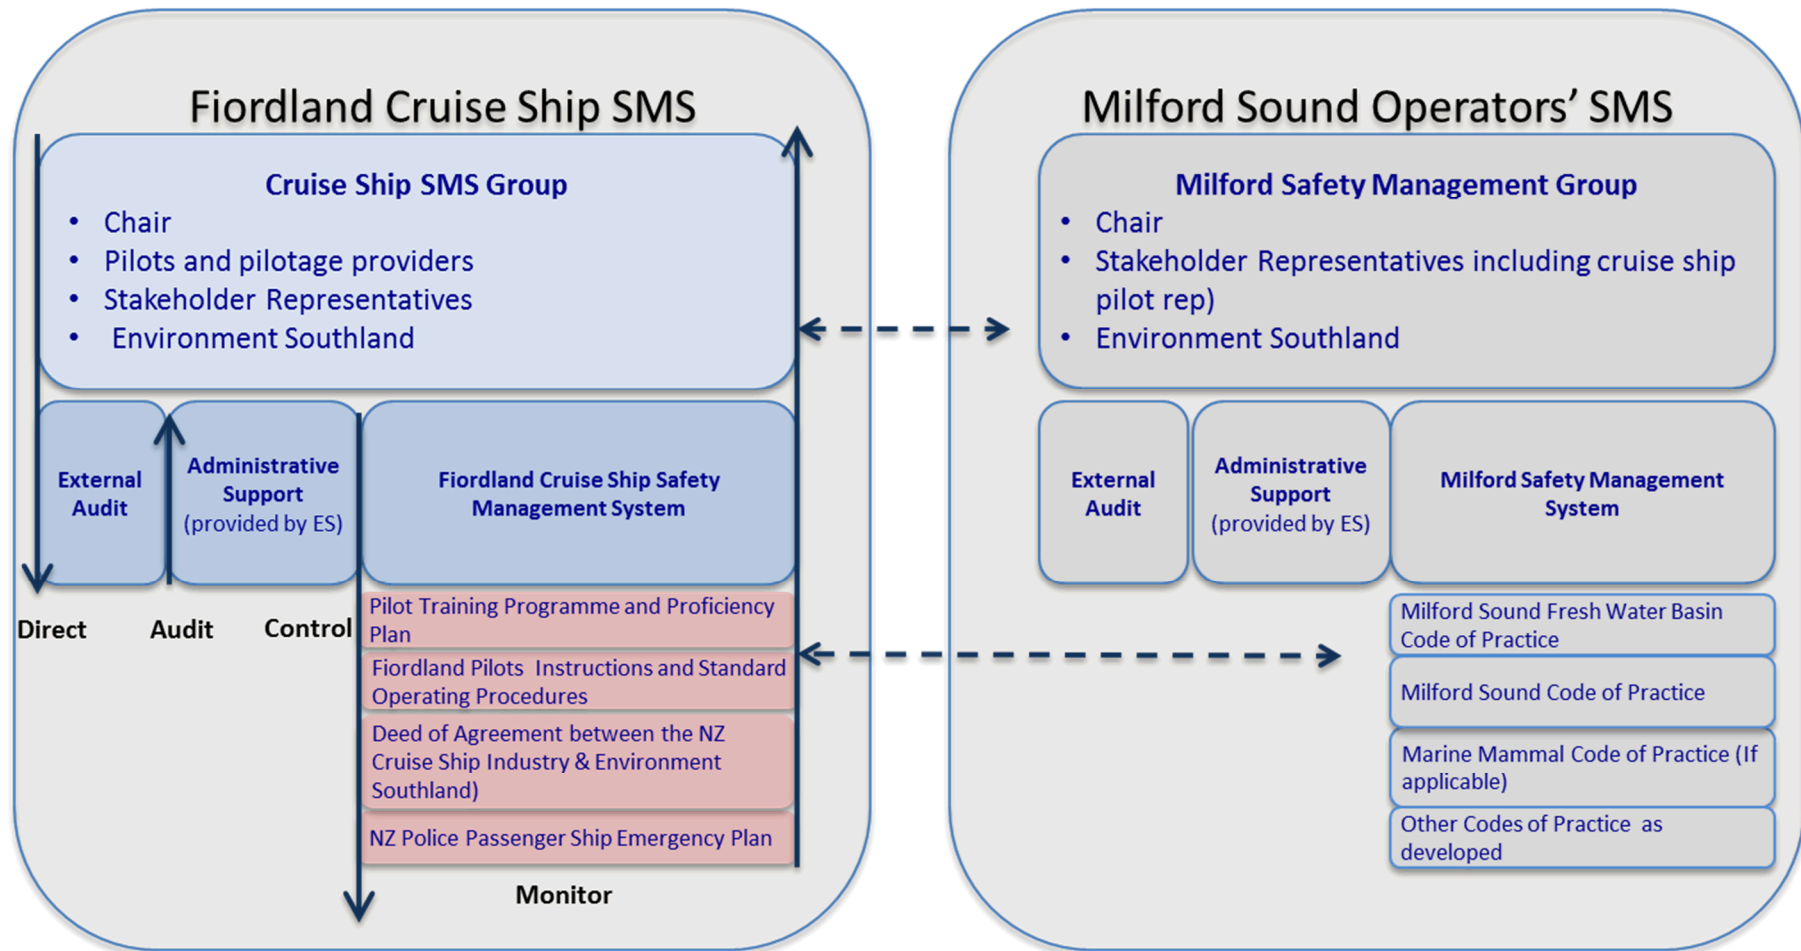 Fiordland Cruise Ship SMS
Cruise Ship SMS Group
• Chair
• Pilots and pilotage providers
• Stakeholder Representatives
• Environment Southland
External
Audit
Administrative
Support
(provided by ES)
Fiordland Cruise Ship Safety
Management System
Direct
Audit
Control
Pilot Training Programme and Proficiency
Plan
Fiordland Pilots Instructions and Standard
Operating Procedures
Deed of Agreement between the NZ
Cruise Ship Industry & Environment
Southland)
NZ Police Passenger Ship Emergency Plan
Monitor
Milford Sound Operators’ SMS
Milford Safety Management Group
• Chair
• Stakeholder Representatives including cruise ship
pilot rep)
• Environment Southland
External
Audit
Administrative
Support
(provided by ES)
Milford Safety Management
System
Milford Sound Fresh Water Basin
Code of Practice
Milford Sound Code of Practice
Marine Mammal Code of Practice (If
applicable)
Other Codes of Practice as
developed